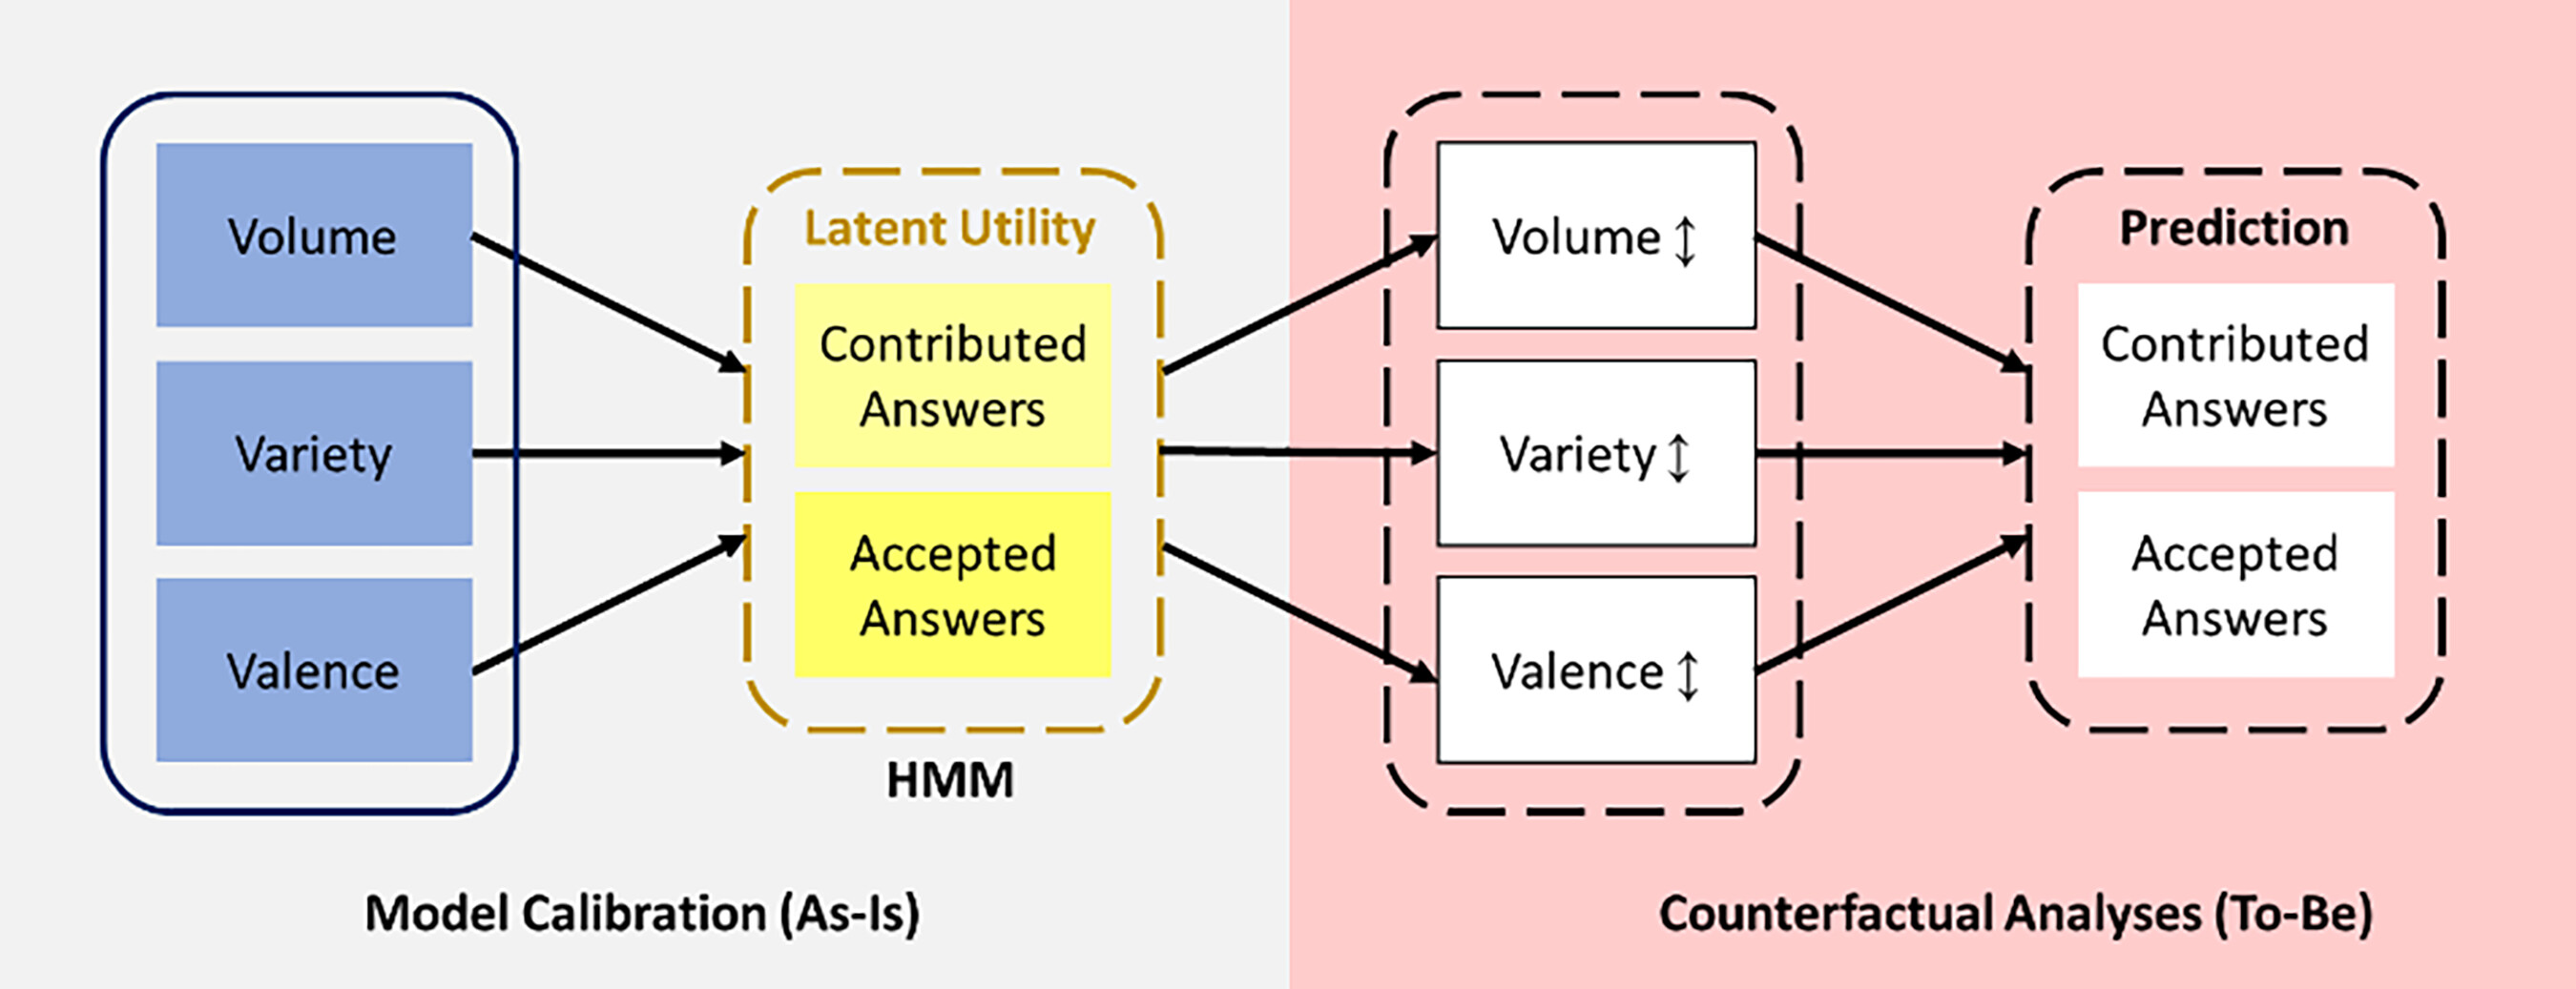 Volume
Variety
Valence
Latent Utility
Contributed
Answers
Accepted
Answers
HMM
Model Calibration (As-Is)
Volume ↕
Variety ↕
Valence ↕
Prediction
Contributed
Answers
Accepted
Answers
Counterfactual Analyses (To-Be)